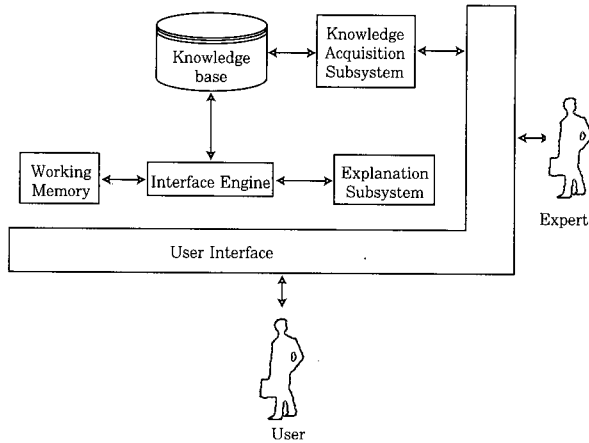 Knowledge
base
Knowledge
Acquisition
Subsystem
Working
Memory
Interface Engine
Explanation
Subsystem
Expert
User Interface
User